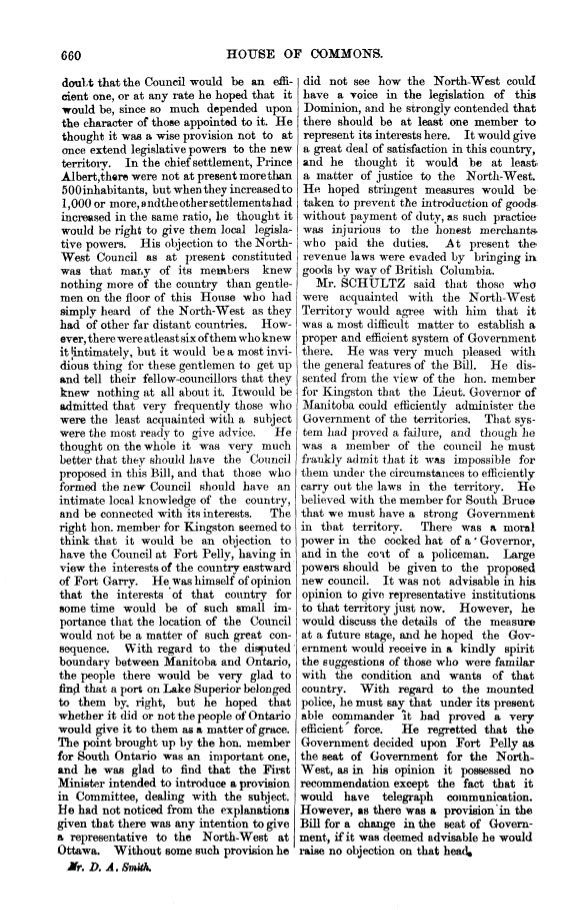 660
HOUSE OF COMMONS.
doubt that the Council would be an effi-
cient one, or at any rate he hoped that it
would be, since so much depended upon
the character of those appointed to it. He
thought it was a wise provision not to at
once extend legislative powers to the new
territory. In the chief settlement, Prince
Albert, there were not at present more than
500 inhabitants, but when they increased to
1,000 or more, and the other settlements had
increased in the same ratio, he thought it
would be right to give them local legisla-
tive powers. His objection to the North-
West Council as at present constituted
was that many of its members knew
nothing more of the country than gentle-
men on the floor of this House who had
simply heard of the North-West as they
had of other far distant countries. How-
ever, there were at least six of them who knew
it intimately, but it would be a most invi-
dious thing for these gentlemen to get up
and tell their fellow-councillors that they
knew nothing at all about it. It would be
admitted that very frequently those who
were the least acquainted with a subject
were the most ready to give advice. He
thought on the whole it was very much
better that they should have the Council
proposed in this Bill, and that those who
formed the new Council should have an
intimate local knowledge of the country,
and be connected with its interests. The
right hon. member for Kingston seemed to
think that it would be an objection to
have the Council at Fort Pelly, having in
view the interests of the country eastward
of Fort Garry. He was himself of opinion
that the interests of that country for
some time would be of such small im-
portance that the location of the Council
would not be a matter of such great con-
sequence. With regard to the disputed
boundary between Manitoba and Ontario,
the people there would be very glad to
find that a port on Lake Superior belonged
to them by right, but he hoped that
whether it did or not the people of Ontario
would give it to them as a matter of grace.
The point brought up by the hon. member
for South Ontario was an important one,
and he was glad to find that the First
Minister intended to introduce a provision
in Committee, dealing with the subject.
He had not noticed from the explanations
given that there was any intention to give
a representative to the North-West at
Ottawa. Without some such provision he
Mr. D. A. Smith.
did not see how the North-West could
have a voice in the legislation of this
Dominion, and he strongly contended that
there should be at least one member to
represent its interests here. It would give
a great deal of satisfaction in this country,
and he thought it would be at least
a matter of justice to the North-West.
He hoped stringent measures would be
taken to prevent the introduction of goods
without payment of duty, as such practice
was injurious to the honest merchants
who paid the duties. At present the
revenue laws were evaded by bringing in
goods by way of British Columbia.
Mr. SCHULTZ said that those who
were acquainted with the North-West
Territory would agree with him that it
was a most difficult matter to establish a
proper and efficient system of Government
there. He was very much pleased with
the general features of the Bill. He dis-
sented from the view of the hon. member
for Kingston that the Lieut. Governor of
Manitoba could efficiently administer the
Government of the territories. That sys-
tem had proved a failure, and though he
was a member of the council he must
frankly admit that it was impossible for
them under the circumstances to efficiently
carry out the laws in the territory. He
believed with the member for South Bruce
that we must have a strong Government
in that territory. There was a moral
power in the cocked hat of a Governor,
and in the coat of a policeman. Large
powers should be given to the proposed
new council. It was not advisable in his
opinion to give representative institutions
to that territory just now. However, he
would discuss the details of the measure
at a future stage, and he hoped the Gov-
ernment would receive in a kindly spirit
the suggestions of those who were familar
with the condition and wants of that
country. With regard to the mounted
police, he must say that under its present
able commander it had proved a very
efficient force. He regretted that the
Government decided upon Fort Pelly as
the seat of Government for the North-
West, as in his opinion it possessed no
recommendation except the fact that it
would have telegraph communication.
However, as there was a provision in the
Bill for a change in the seat of Govern-
ment, if it was deemed advisable he would
raise no objection on that head.